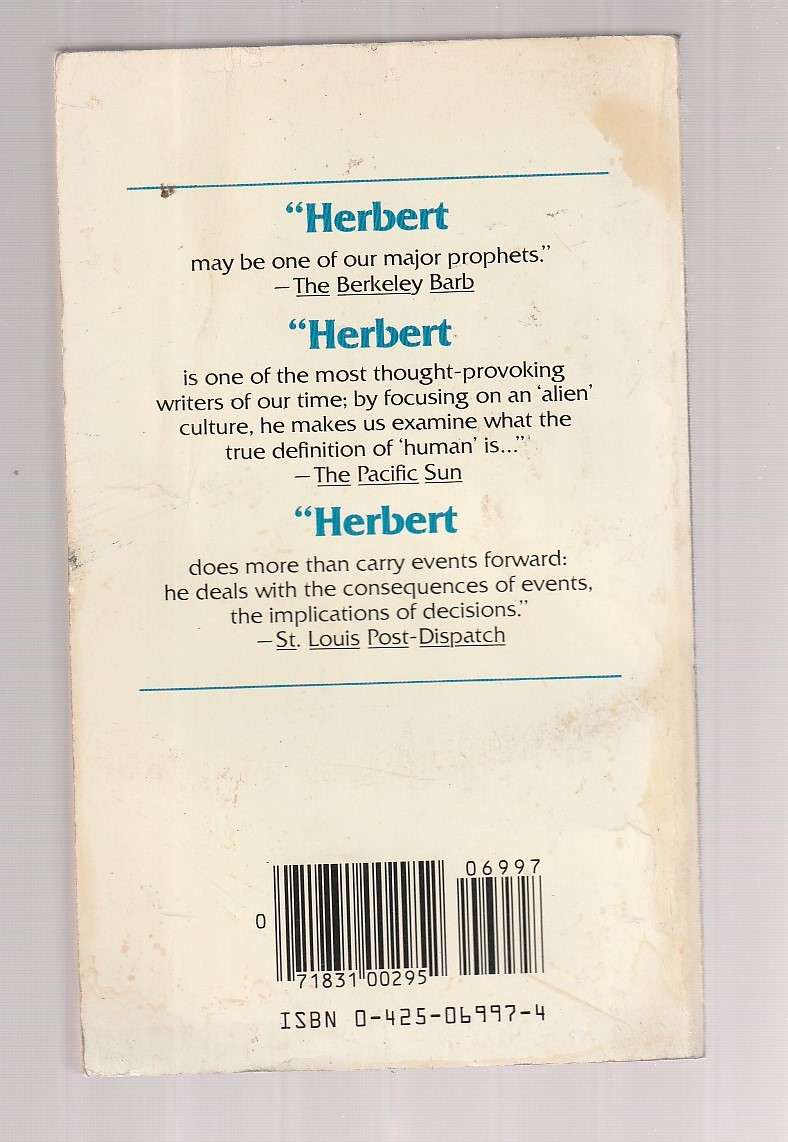 “Herbert
may be one of our major prophets.”
—The Berkeley Barb
“Herbert
is one of the most thought-provoking
writers of our time; by focusing on an ‘alien’
culture, he makes us examine what the
true definition of ‘human’ is...”
—The Pacific Sun
“Herbert
does more than carry events forward:
he deals with the consequences of events,
the implications of decisions.”
—St. Louis Post-Dispatch
06997
0
71831 00295
ISBN 0-425-06997-4